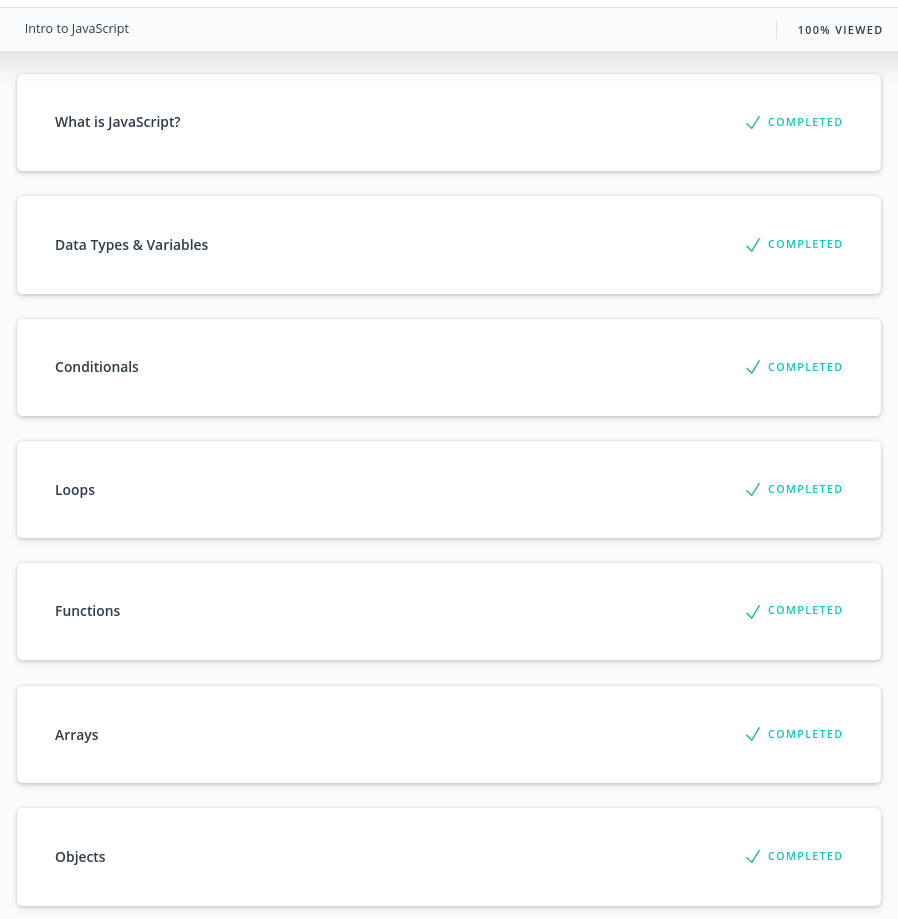 Intro to JavaScript
100% VIEWED
What is JavaScript?
COMPLETED
Data Types & Variables
COMPLETED
Conditionals
COMPLETED
Loops
COMPLETED
Functions
COMPLETED
Arrays
COMPLETED
Objects
COMPLETED